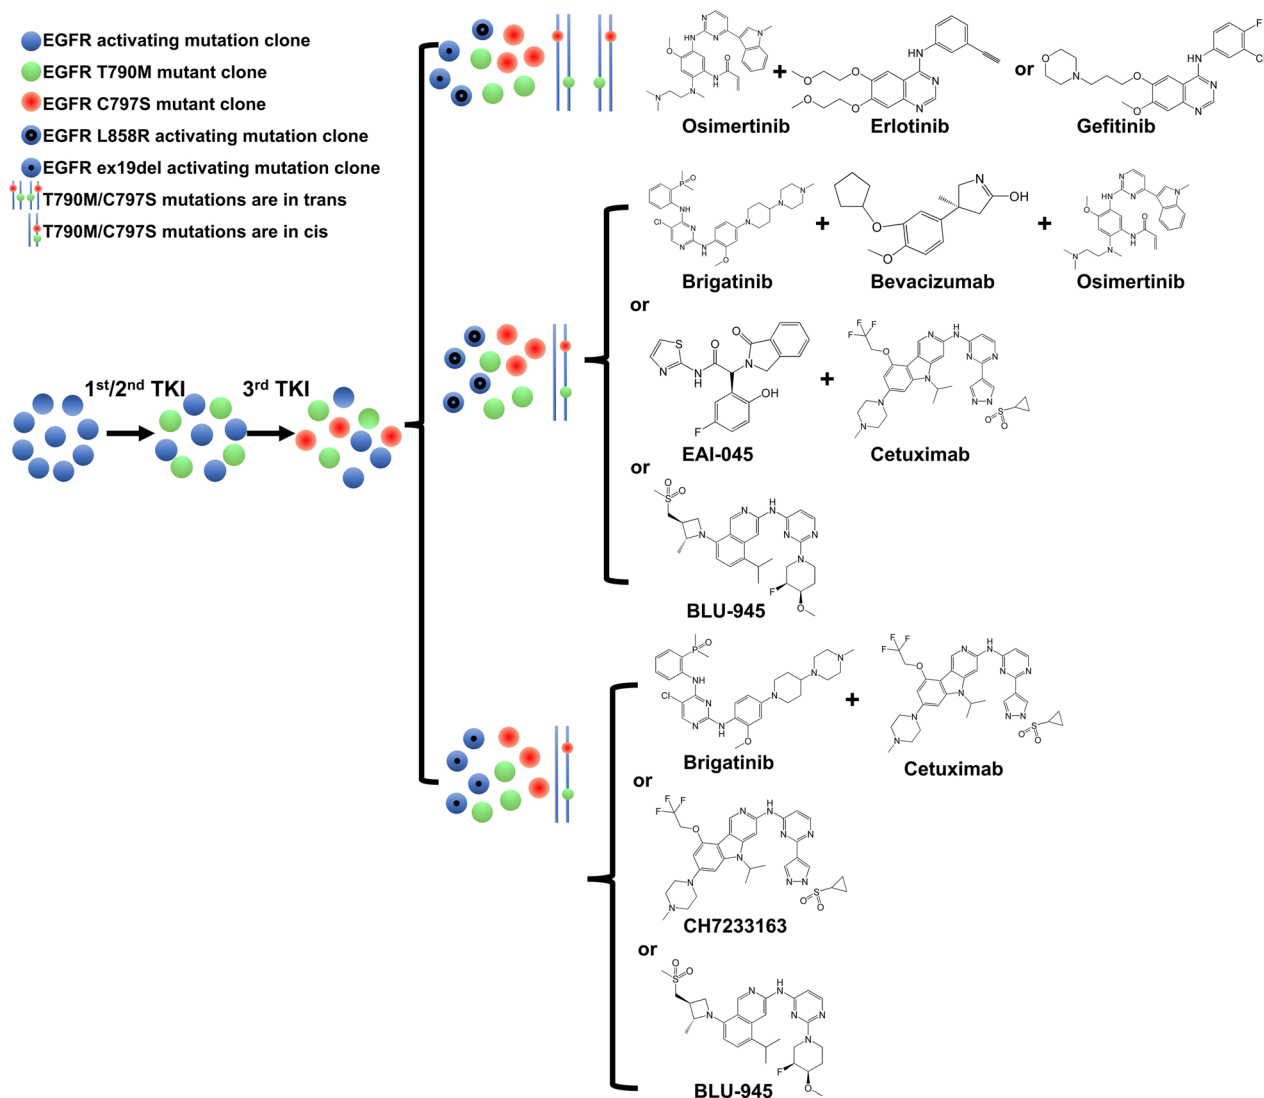 EGFR activating mutation clone
EGFR T790M mutant clone
EGFR C797S mutant clone
EGFR L858R activating mutation clone
EGFR ex19del activating mutation clone
T790M/C797S mutations are in trans
T790M/C797S mutations are in cis
1st/2nd TKI
3rd TKI
Osimertinib
+
Erlotinib
or
Gefitinib
Brigatinib
+
Bevacizumab
+
Osimertinib
or
EAI-045
+
Cetuximab
or
BLU-945
Brigatinib
+
Cetuximab
or
CH7233163
or
BLU-945